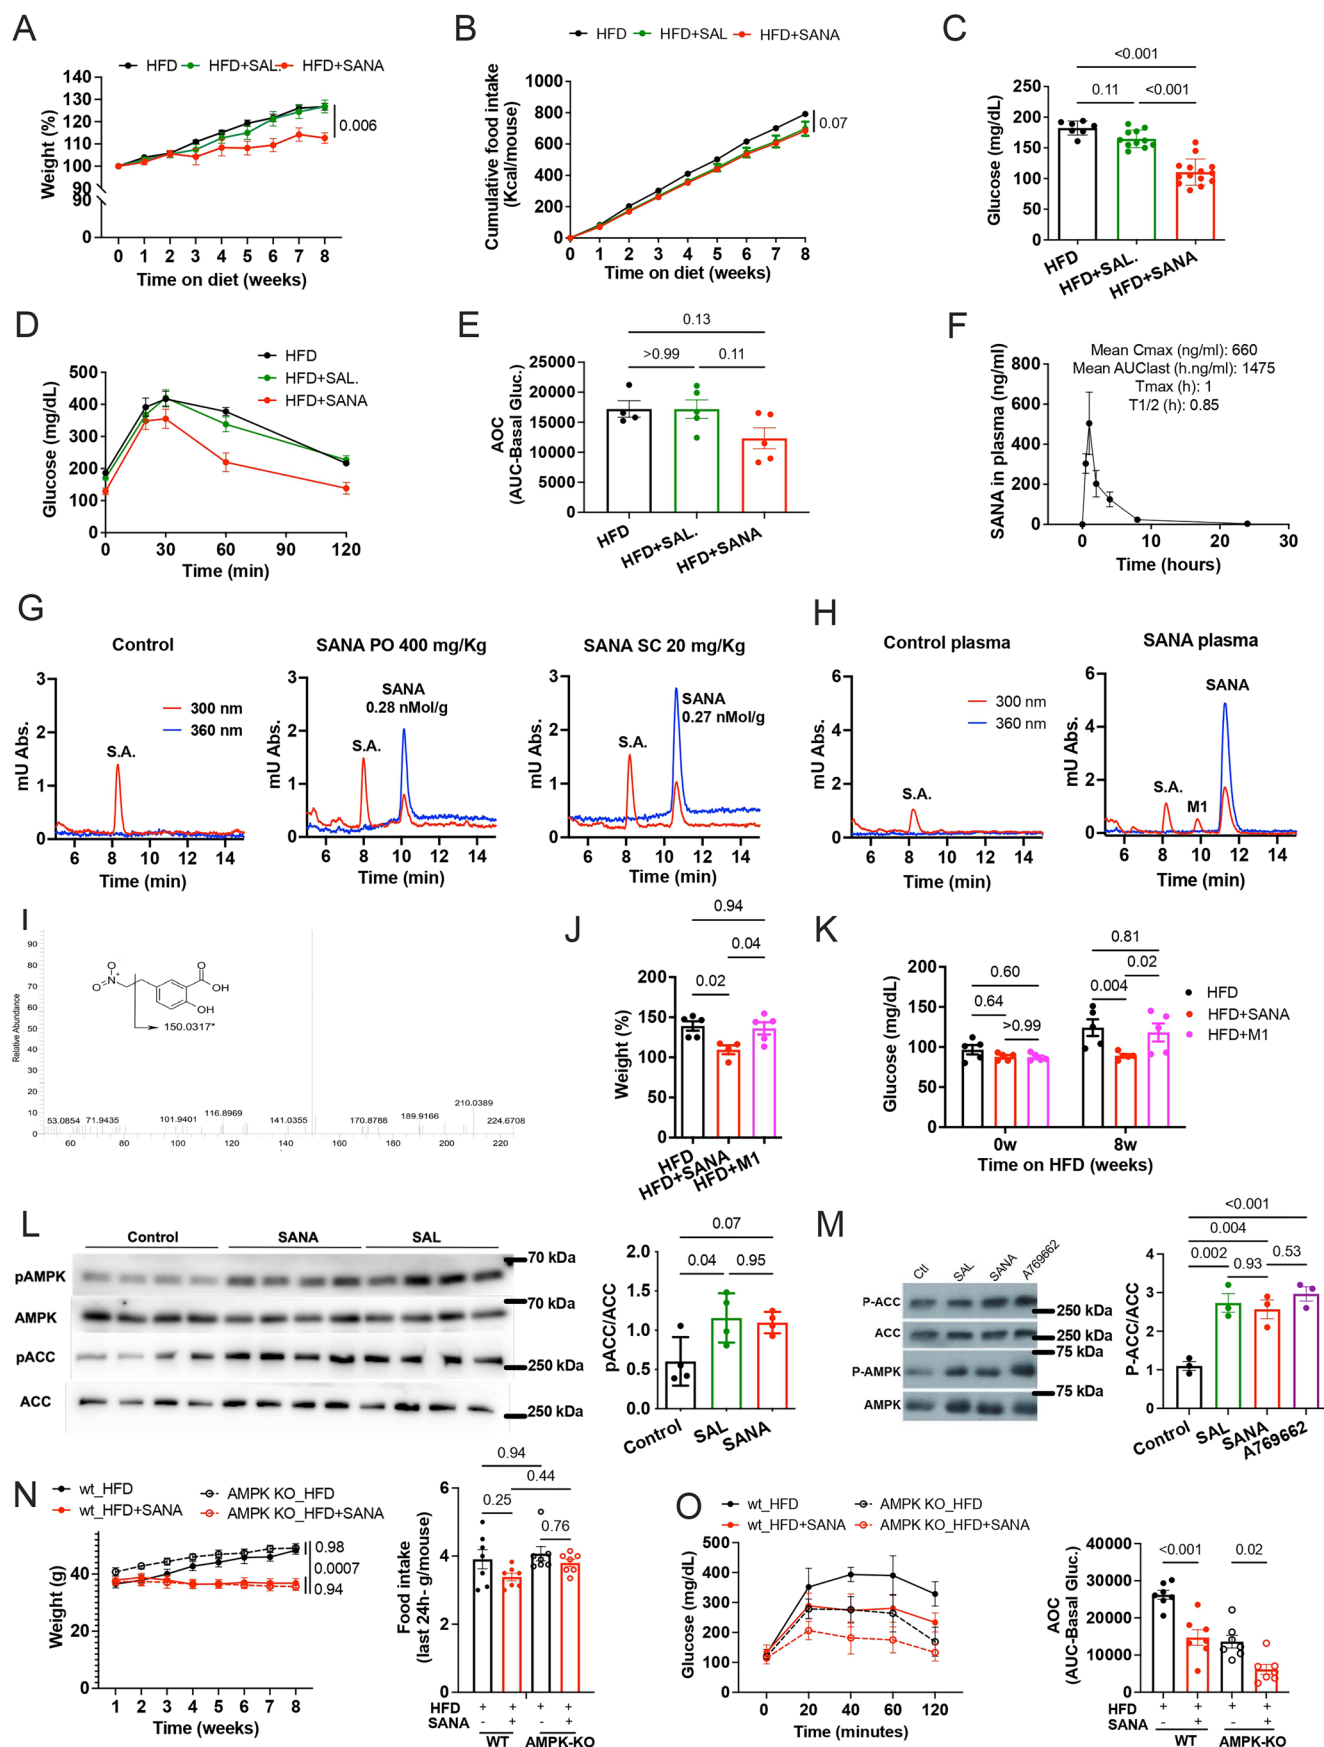 A
HFD HFD+SAL. HFD+SANA
Weight (%)
140
130
120
110
100
90
90
0
0.006
0 1 2 3 4 5 6 7 8
Time on diet (weeks)
B
HFD HFD+SAL HFD+SANA
Cumulative food intake
(Kcal/mouse)
1000
800
600
400
200
0
0.07
0 1 2 3 4 5 6 7 8
Time on diet (weeks)
C
<0.001
0.11 <0.001
Glucose (mg/dL)
250
200
150
100
50
0
HFD
HFD+SAL.
HFD+SANA
D
HFD
HFD+SAL.
HFD+SANA
Glucose (mg/dL)
500
400
300
200
100
0
0 30 60 90 120
Time (min)
E
0.13
>0.99 0.11
AOC
(AUC-Basal Gluc.)
25000
20000
15000
10000
5000
0
HFD
HFD+SAL.
HFD+SANA
F
Mean Cmax (ng/ml): 660
Mean AUClast (h.ng/ml): 1475
Tmax (h): 1
T1/2 (h): 0.85
SANA in plasma (ng/ml)
800
600
400
200
0
0 10 20 30
Time (hours)
G
Control
mU Abs.
3
2
1
0
300 nm
360 nm
S.A.
6 8 10 12 14
Time (min)
SANA PO 400 mg/Kg
mU Abs.
3
2
1
0
SANA
0.28 nMol/g
S.A.
6 8 10 12 14
Time (min)
SANA SC 20 mg/Kg
mU Abs.
3
2
1
0
SANA
0.27 nMol/g
S.A.
6 8 10 12 14
Time (min)
H
Control plasma
mU Abs.
6
4
2
0
300 nm
360 nm
S.A.
6 8 10 12 14
Time (min)
SANA plasma
mU Abs.
6
4
2
0
SANA
S.A.
M1
6 8 10 12 14
Time (min)
I
Relative Abundance
90
80
70
60
50
40
30
20
10
0
O
N+
O
O
OH
OH
150.0317*
53.0854 71.9435 101.9401 116.8969 141.0355 170.8788 189.9166 210.0389 224.6708
60 80 100 120 140 160 180 200 220
J
0.94
0.04
0.02
Weight (%)
200
150
100
50
0
HFD
HFD+SANA
HFD+M1
K
0.81
0.60 0.02
0.64 0.004
>0.99
HFD
HFD+SANA
HFD+M1
Glucose (mg/dL)
200
150
100
50
0
0w 8w
Time on HFD (weeks)
L
Control SANA SAL
pAMPK
AMPK
pACC
ACC
70 kDa
70 kDa
250 kDa
250 kDa
0.07
0.04 0.95
pACC/ACC
2.0
1.5
1.0
0.5
0.0
Control
SAL
SANA
M
Ctl SAL SANA A769662
P-ACC
ACC
P-AMPK
AMPK
250 kDa
250 kDa
75 kDa
75 kDa
<0.001
0.004
0.002 0.53
0.93
P-ACC/ACC
4
3
2
1
0
Control
SAL
SANA
A769662
N
wt_HFD AMPK KO_HFD
wt_HFD+SANA AMPK KO_HFD+SANA
Weight (g)
40
20
0
0.98
0.0007
0.94
1 2 3 4 5 6 7 8
Time (weeks)
0.94
0.44
0.25
0.76
Food intake
(last 24h- g/mouse)
6
4
2
0
HFD + + + +
SANA - + - +
WT AMPK-KO
O
wt_HFD AMPK KO_HFD
wt_HFD+SANA AMPK KO_HFD+SANA
Glucose (mg/dL)
500
400
300
200
100
0
0 20 40 60 120
Time (minutes)
<0.001 0.02
AOC
(AUC-Basal Gluc.)
40000
30000
20000
10000
0
HFD + + + +
SANA - + - +
WT AMPK-KO